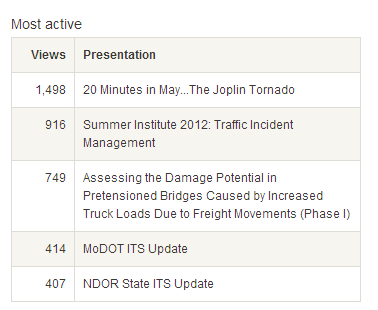 Most active
Views Presentation
1,498 20 Minutes in May...The Joplin Tornado
916 Summer Institute 2012: Traffic Incident
Management
749 Assessing the Damage Potential in
Pretensioned Bridges Caused by Increased
Truck Loads Due to Freight Movements (Phase I)
414 MoDOT ITS Update
407 NDOR State ITS Update